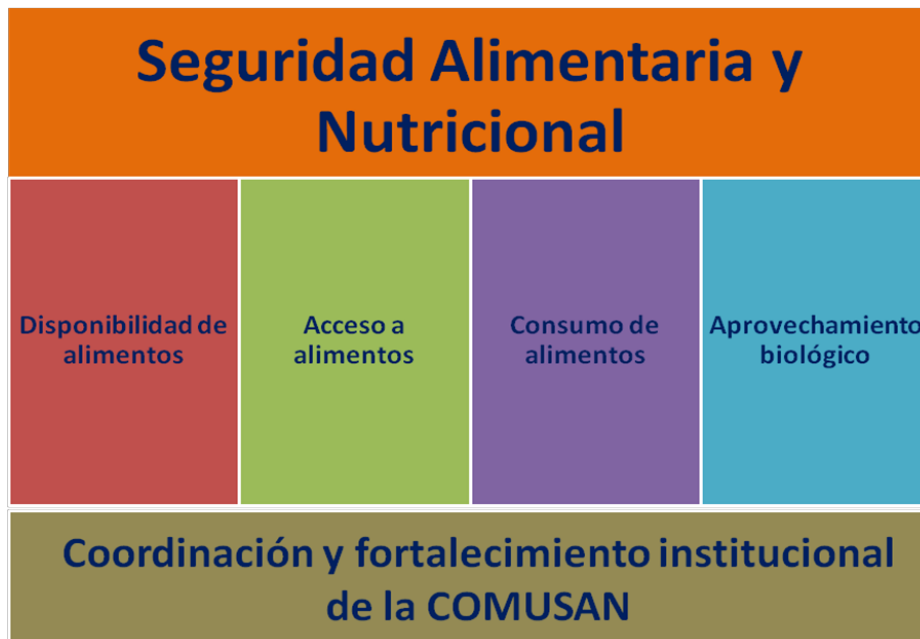 Seguridad Alimentaria y
Nutricional
Disponibilidad de
alimentos
Acceso a
alimentos
Consumo de
alimentos
Aprovechamiento
biológico
Coordinación y fortalecimiento institucional
de la COMUSAN